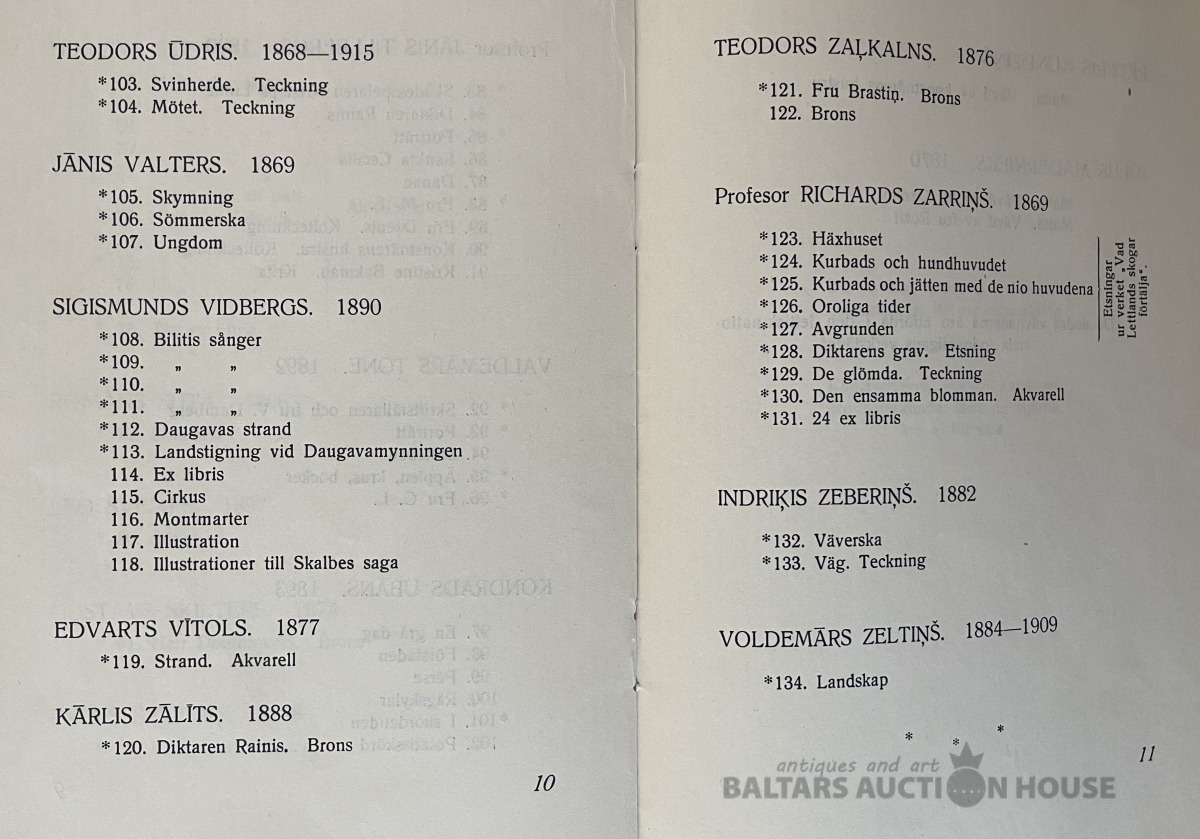 TEODORS ŪDRIS. 1868—1915
*103. Svinherde. Teckning
*104. Mötet. Teckning
JĀNIS VALTERS. 1869
*105. Skymning
*106. Sömmerska
*107. Ungdom
SIGISMUNDS VIDBERGS. 1890
*108. Bilitis sånger
*109. „ „
*110. „ „
*111. „ „
*112. Daugavas strand
*113. Landstigning vid Daugavamynningen
114. Ex libris
115. Cirkus
116. Montmarter
117. Illustration
118. Illustrationer till Skalbes saga
EDVARTS VĪTOLS. 1877
*119. Strand. Akvarell
KĀRLIS ZĀLĪTS. 1888
*120. Diktaren Rainis. Brons
10
TEODORS ZAĻKALNS. 1876
*121. Fru Brastiņ. Brons
122. Brons
Profesor RICHARDS ZARRIŅŠ. 1869
*123. Häxhuset
*124. Kurbads och hundhuvudet
*125. Kurbads och jätten med de nio huvudena
*126. Oroliga tider
*127. Avgrunden
Etsningar
ur verket „Vad
Lettlands skogar
förtälja“.
*128. Diktarens grav. Etsning
*129. De glömda. Teckning
*130. Den ensamma blomman. Akvarell
*131. 24 ex libris
INDRIĶIS ZEBERIŅŠ. 1882
*132. Väverska
*133. Väg. Teckning
VOLDEMĀRS ZELTIŅŠ. 1884—1909
*134. Landskap
* * *
11
antiques and art
BALTARS AUCTION HOUSE